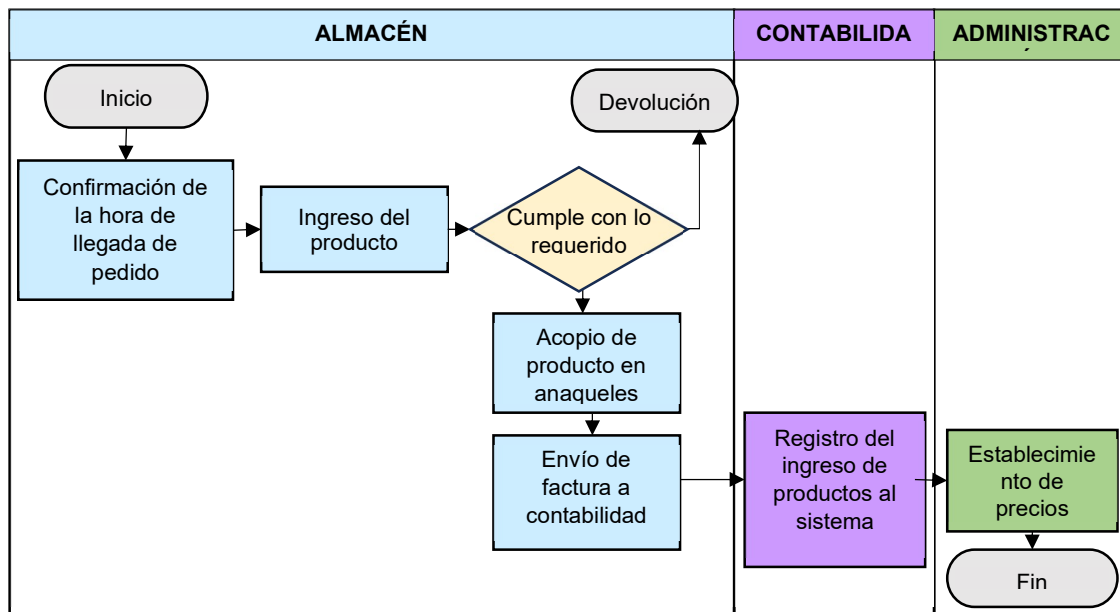 ALMACÉN
CONTABILIDA
ADMINISTRAC
Inicio
Devolución
Confirmación de
la hora de
llegada de
pedido
Ingreso del
producto
Cumple con lo
requerido
Acopio de
producto en
anaqueles
Envío de
factura a
contabilidad
Registro del
ingreso de
productos al
sistema
Establecimie
nto de
precios
Fin